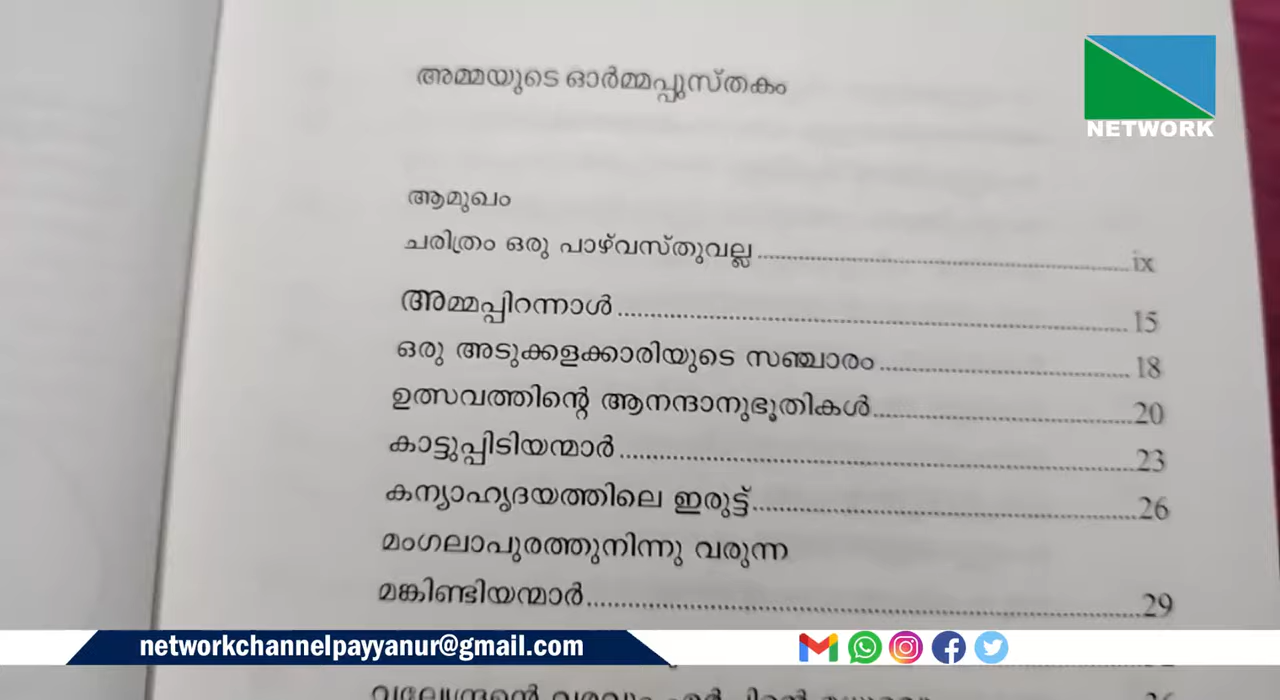 അമ്മയുടെ ഓർമ്മപ്പുസ്തകം
NETWORK
ആമുഖം
ചരിത്രം ഒരു പാഴ്‌വസ്തുവല്ല ix
അമ്മപ്പിറന്നാൾ 15
ഒരു അടുക്കളക്കാരിയുടെ സഞ്ചാരം 18
ഉത്സവത്തിന്റെ ആനന്ദാനുഭൂതികൾ 20
കാട്ടുപ്പിടിയന്മാർ 23
കന്യാഹൃദയത്തിലെ ഇരുട്ട് 26
മംഗലാപുരത്തുനിന്നു വരുന്ന
മങ്കിണ്ടിയന്മാർ 29
networkchannelpayyanur@gmail.com